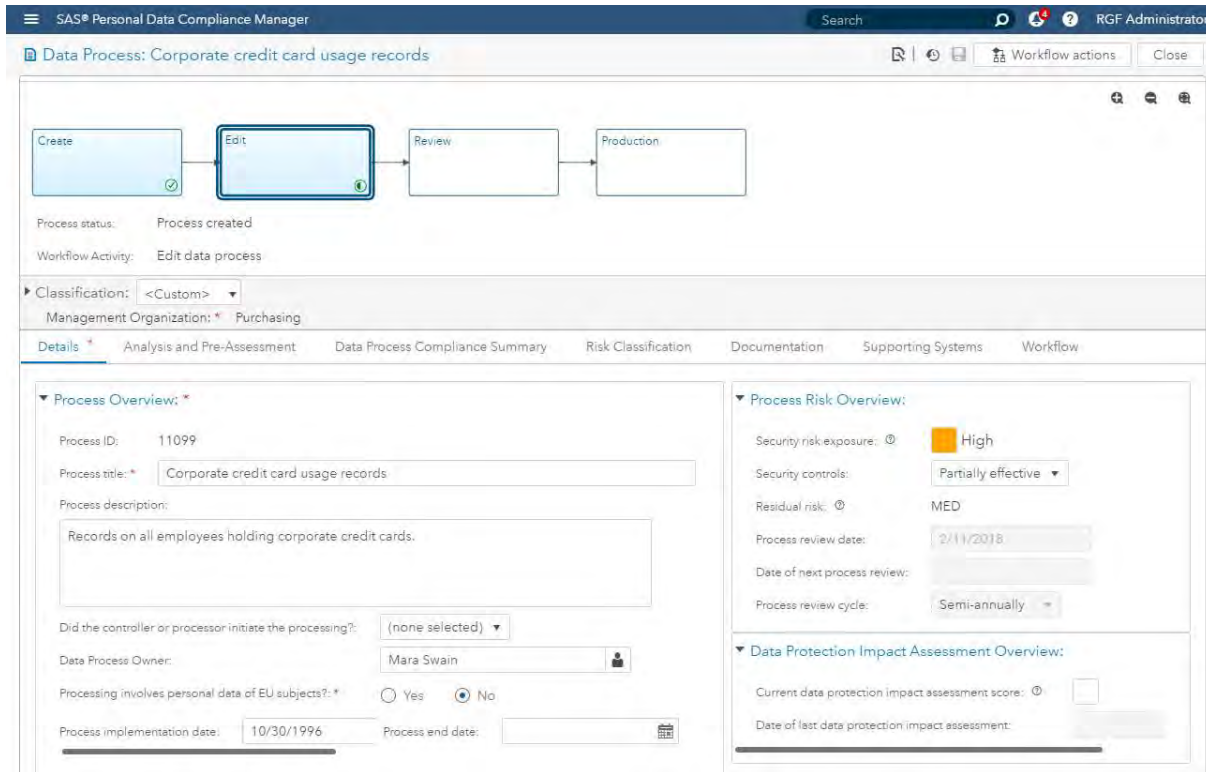 SAS® Personal Data Compliance Manager Search 4 ? RGF Administrator
Data Process: Corporate credit card usage records Workflow actions Close
Create Edit Review Production
Process status: Process created
Workflow Activity: Edit data process
Classification: <Custom>
Management Organization: * Purchasing
Details * Analysis and Pre-Assessment Data Process Compliance Summary Risk Classification Documentation Supporting Systems Workflow
Process Overview: *
Process ID: 11099
Process title: * Corporate credit card usage records
Process description:
Records on all employees holding corporate credit cards.
Did the controller or processor initiate the processing?: (none selected)
Data Process Owner: Mara Swain
Processing involves personal data of EU subjects?: * Yes No
Process implementation date: 10/30/1996 Process end date:
Process Risk Overview:
Security risk exposure: ? High
Security controls: Partially effective
Residual risk: ? MED
Process review date: 2/11/2018
Date of next process review:
Process review cycle: Semi-annually
Data Protection Impact Assessment Overview:
Current data protection impact assessment score: ?
Date of last data protection impact assessment: